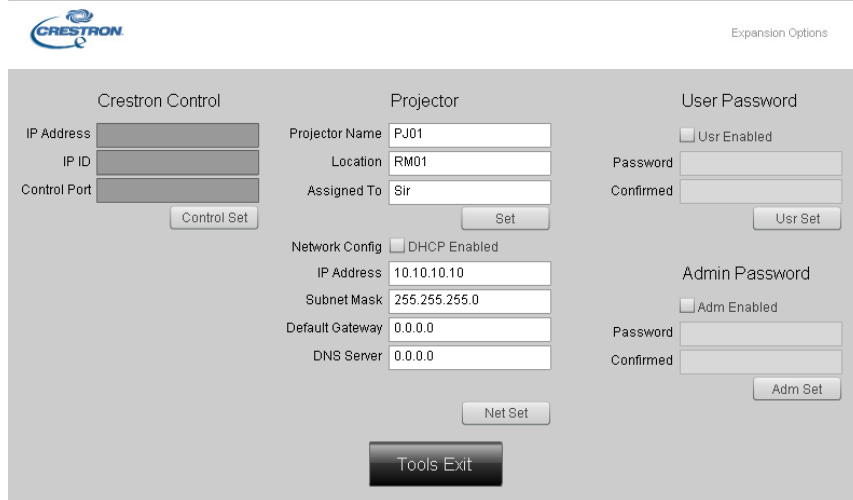 CRESTRON
Expansion Options
Crestron Control
IP Address
IP ID
Control Port
Control Set
Projector
Projector Name PJ01
Location RM01
Assigned To Sir
Set
Network Config DHCP Enabled
IP Address 10.10.10.10
Subnet Mask 255.255.255.0
Default Gateway 0.0.0.0
DNS Server 0.0.0.0
Net Set
User Password
Usr Enabled
Password
Confirmed
Usr Set
Admin Password
Adm Enabled
Password
Confirmed
Adm Set
Tools Exit